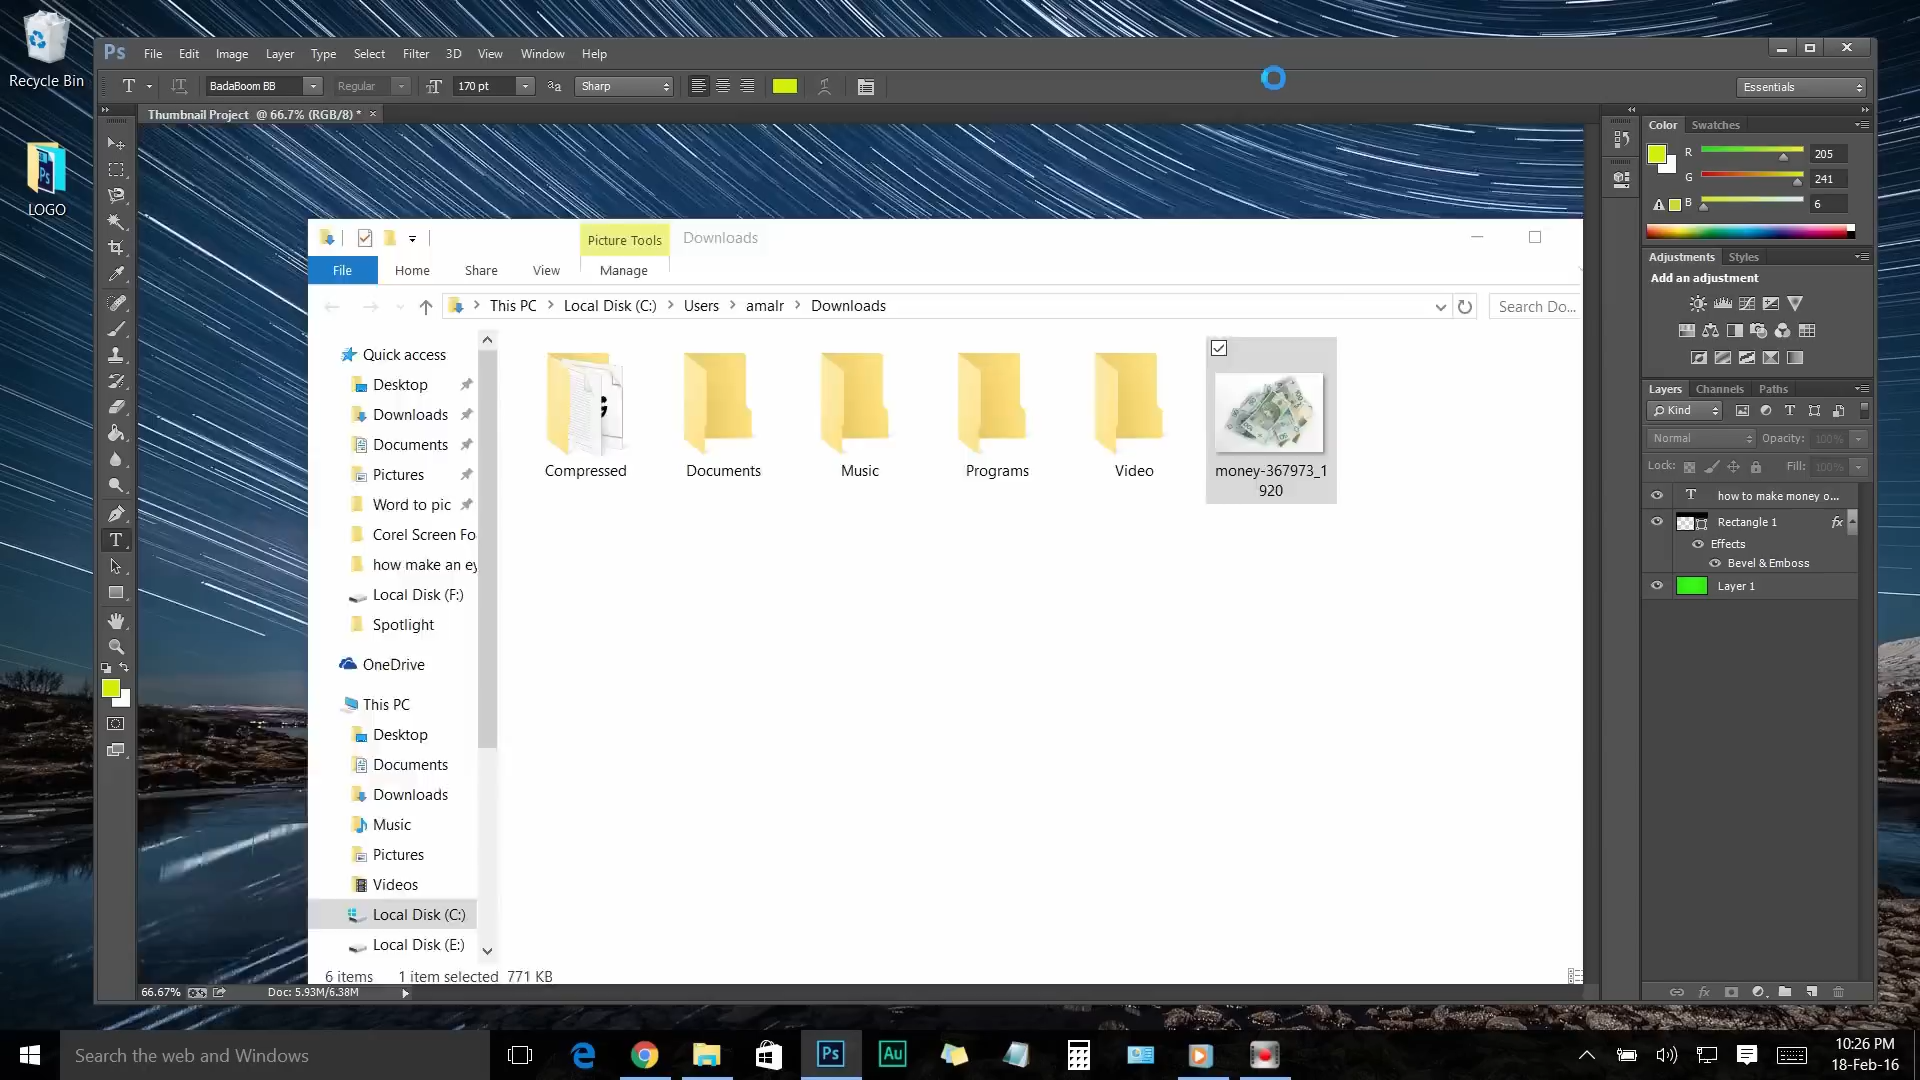 Recycle Bin
LOGO
Ps File Edit Image Layer Type Select Filter 3D View Window Help
T BadaBoom BB Regular 170 pt Sharp Essentials
Thumbnail Project @ 66.7% (RGB/8) * ×
Color Swatches
R 205
G 241
B 6
Adjustments Styles
Add an adjustment
Layers Channels Paths
Kind
Normal Opacity: 100%
Lock: Fill: 100%
T how to make money o...
Rectangle 1 fx
Effects
Bevel & Emboss
Layer 1
Picture Tools Downloads
File Home Share View Manage
This PC Local Disk (C:) Users amalr Downloads Search Do...
Quick access
Desktop
Downloads
Documents
Pictures
Word to pic
Corel Screen Fo
how make an ey
Local Disk (F:)
Spotlight
OneDrive
This PC
Desktop
Documents
Downloads
Music
Pictures
Videos
Local Disk (C:)
Local Disk (E:)
Compressed Documents Music Programs Video money-367973_1
920
6 items 1 item selected 771 KB
66.67% Doc: 5.93M/6.38M
Search the web and Windows
Ps Au
10:26 PM
18-Feb-16